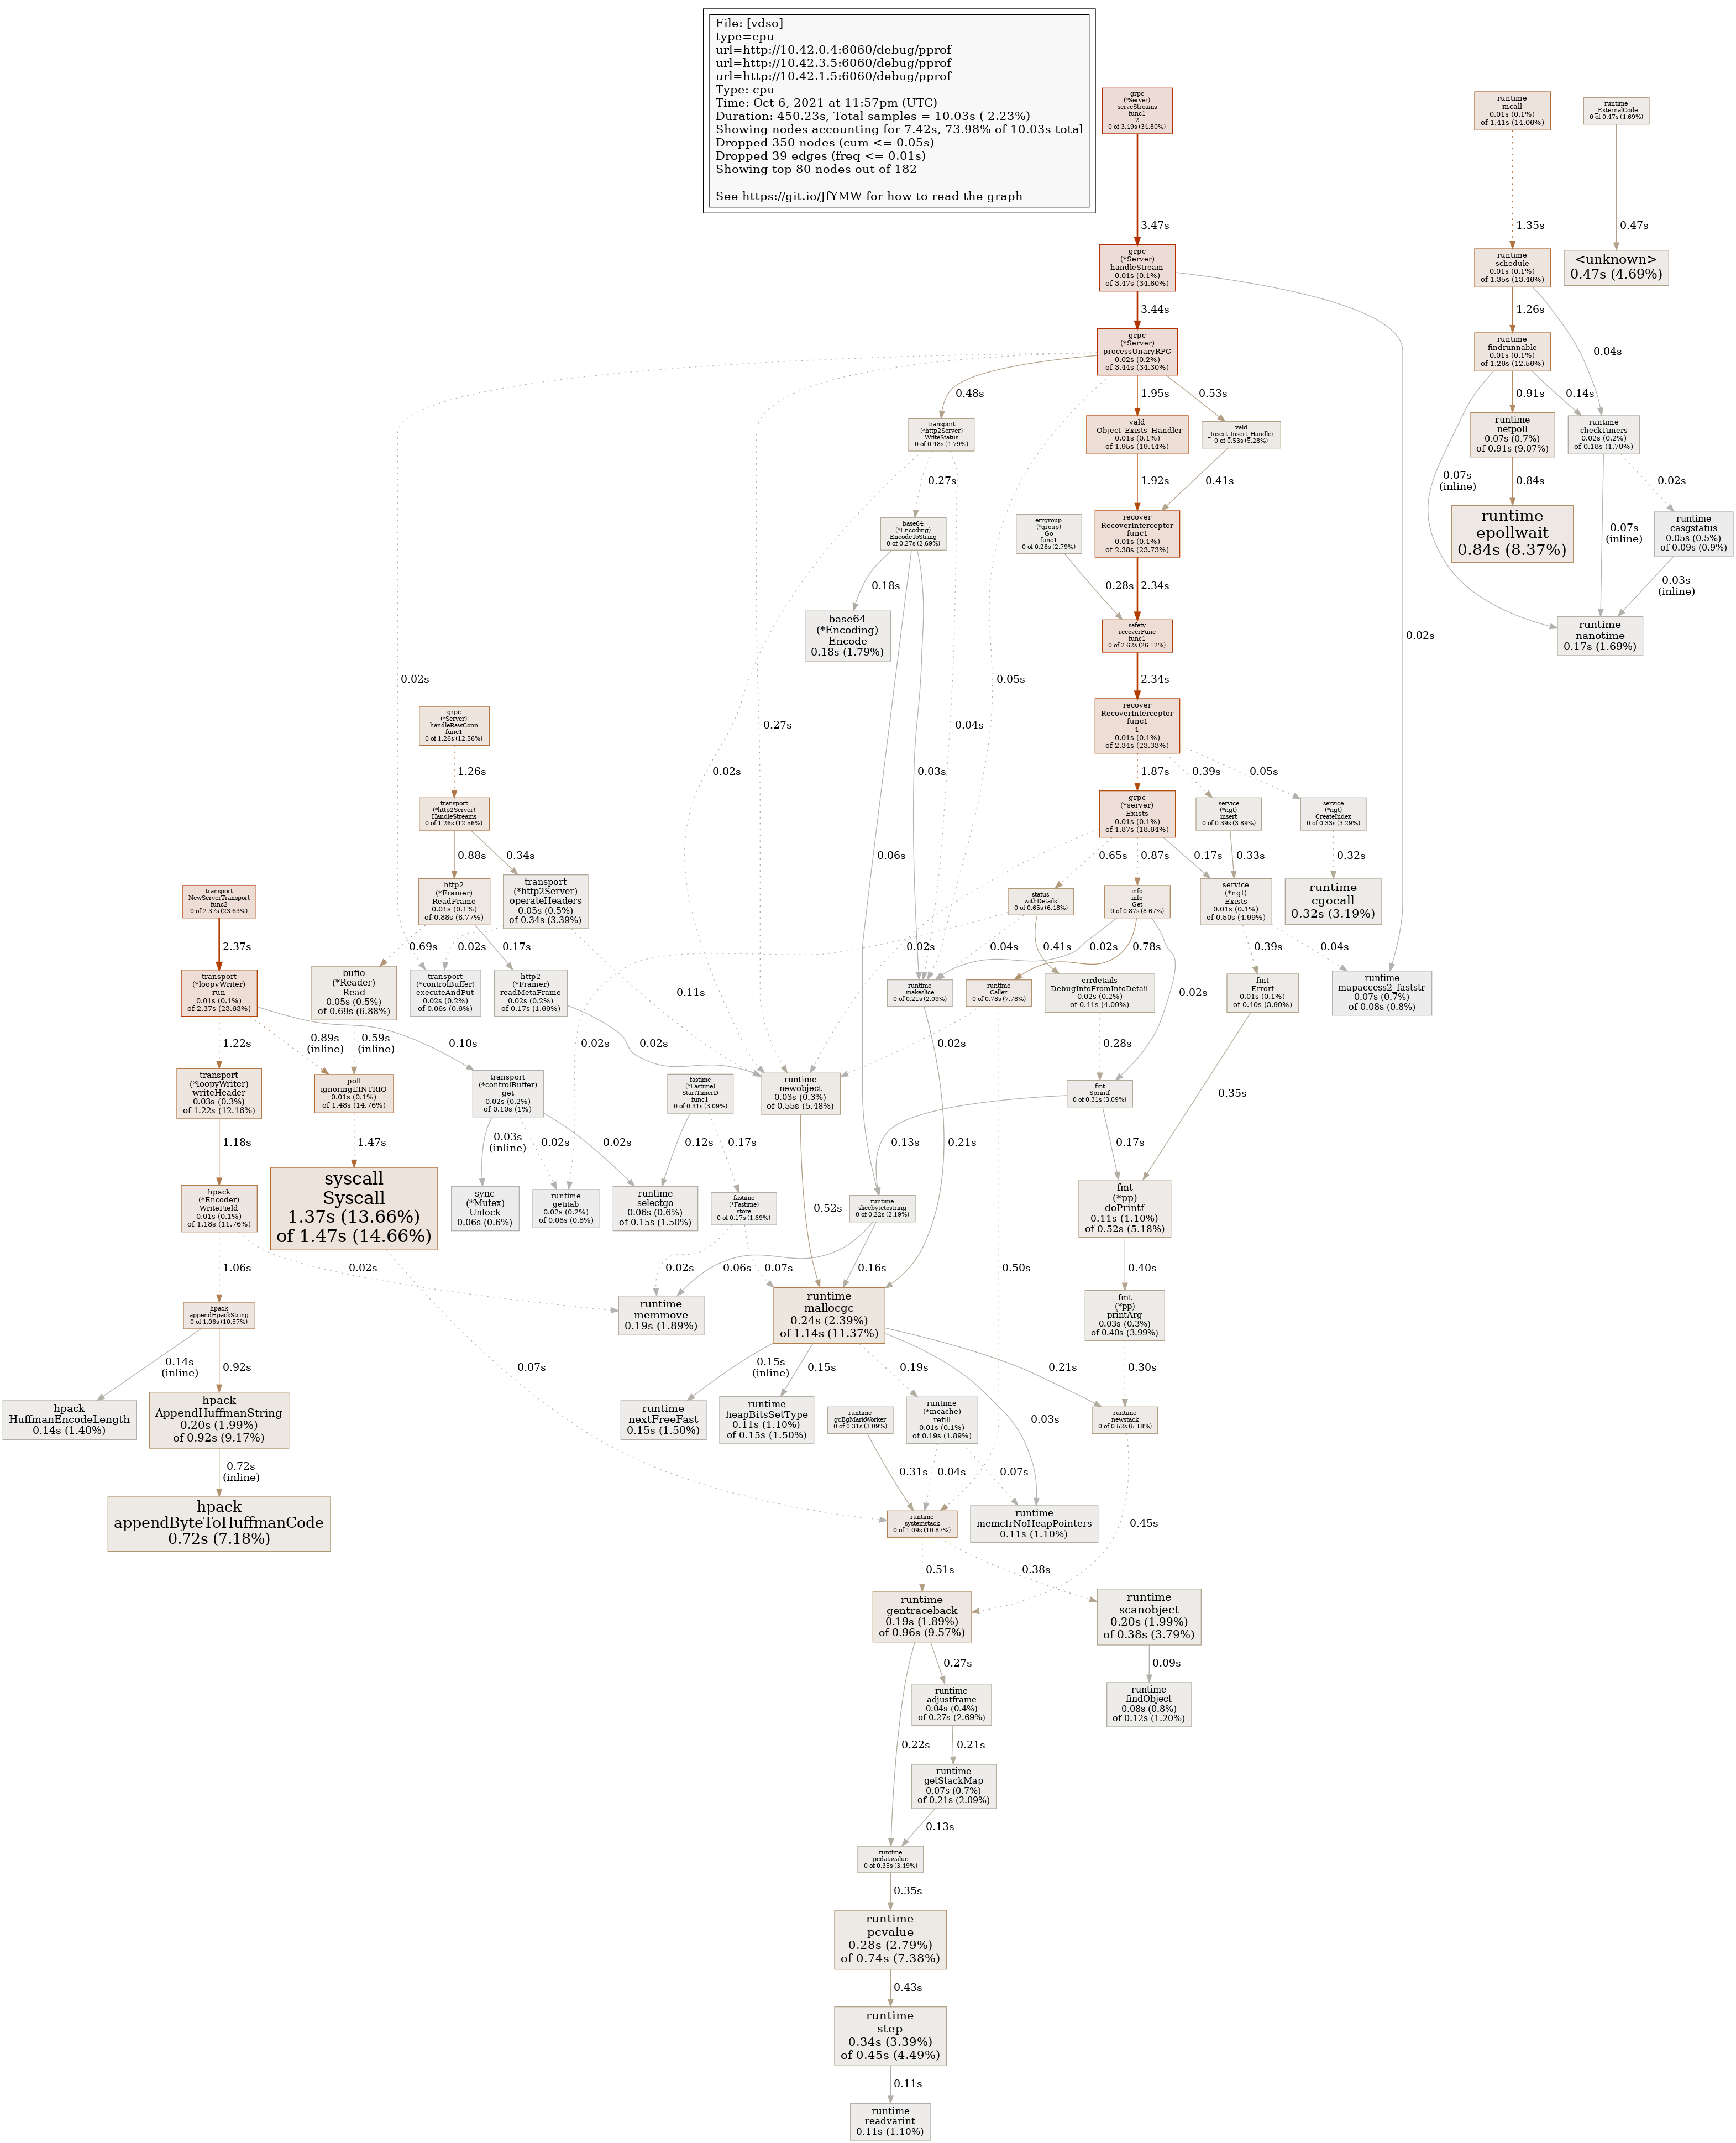 File: [vdso]
type=cpu
url=http://10.42.0.4:6060/debug/pprof
url=http://10.42.3.5:6060/debug/pprof
url=http://10.42.1.5:6060/debug/pprof
Type: cpu
Time: Oct 6, 2021 at 11:57pm (UTC)
Duration: 450.23s, Total samples = 10.03s ( 2.23%)
Showing nodes accounting for 7.42s, 73.98% of 10.03s total
Dropped 350 nodes (cum <= 0.05s)
Dropped 39 edges (freq <= 0.01s)
Showing top 80 nodes out of 182
See https://git.io/JfYMW for how to read the graph
grpc
(*Server)
serveStreams
func1
2
0 of 3.49s (34.80%)
runtime
mcall
0.01s (0.1%)
of 1.41s (14.06%)
runtime
_ExternalCode
0 of 0.47s (4.69%)
3.47s
1.35s
0.47s
grpc
(*Server)
handleStream
0.01s (0.1%)
of 3.47s (34.60%)
runtime
schedule
0.01s (0.1%)
of 1.35s (13.46%)
<unknown>
0.47s (4.69%)
3.44s
1.26s
0.04s
grpc
(*Server)
processUnaryRPC
0.02s (0.2%)
of 3.44s (34.30%)
runtime
findrunnable
0.01s (0.1%)
of 1.26s (12.56%)
0.48s
1.95s
0.53s
0.91s
0.14s
transport
(*http2Server)
WriteStatus
0 of 0.48s (4.79%)
vald
_Object_Exists_Handler
0.01s (0.1%)
of 1.95s (19.44%)
vald
_Insert_Insert_Handler
0 of 0.53s (5.28%)
runtime
netpoll
0.07s (0.7%)
of 0.91s (9.07%)
runtime
checkTimers
0.02s (0.2%)
of 0.18s (1.79%)
0.27s
1.92s
0.41s
0.07s
(inline)
0.84s
0.02s
base64
(*Encoding)
EncodeToString
0 of 0.27s (2.69%)
errgroup
(*group)
Go
func1
0 of 0.28s (2.79%)
recover
RecoverInterceptor
func1
0.01s (0.1%)
of 2.38s (23.73%)
runtime
epollwait
0.84s (8.37%)
0.07s
(inline)
runtime
casgstatus
0.05s (0.5%)
of 0.09s (0.9%)
0.18s
0.28s
2.34s
0.03s
(inline)
base64
(*Encoding)
Encode
0.18s (1.79%)
safety
recoverFunc
func1
0 of 2.62s (26.12%)
0.02s
runtime
nanotime
0.17s (1.69%)
0.02s
0.05s
2.34s
grpc
(*Server)
handleRawConn
func1
0 of 1.26s (12.56%)
0.27s
0.04s
recover
RecoverInterceptor
func1
1
0.01s (0.1%)
of 2.34s (23.33%)
1.26s
0.02s
0.03s
1.87s
0.39s
0.05s
transport
(*http2Server)
HandleStreams
0 of 1.26s (12.56%)
grpc
(*server)
Exists
0.01s (0.1%)
of 1.87s (18.64%)
service
(*ngt)
insert
0 of 0.39s (3.89%)
service
(*ngt)
CreateIndex
0 of 0.33s (3.29%)
0.88s
0.34s
0.06s
0.65s
0.87s
0.17s
0.33s
0.32s
transport
NewServerTransport
func2
0 of 2.37s (23.63%)
http2
(*Framer)
ReadFrame
0.01s (0.1%)
of 0.88s (8.77%)
transport
(*http2Server)
operateHeaders
0.05s (0.5%)
of 0.34s (3.39%)
status
withDetails
0 of 0.65s (6.48%)
info
info
Get
0 of 0.87s (8.67%)
service
(*ngt)
Exists
0.01s (0.1%)
of 0.50s (4.99%)
runtime
cgocall
0.32s (3.19%)
2.37s
0.69s
0.02s
0.17s
0.02s
0.04s
0.41s
0.02s
0.78s
0.39s
0.04s
transport
(*loopyWriter)
run
0.01s (0.1%)
of 2.37s (23.63%)
bufio
(*Reader)
Read
0.05s (0.5%)
of 0.69s (6.88%)
transport
(*controlBuffer)
executeAndPut
0.02s (0.2%)
of 0.06s (0.6%)
http2
(*Framer)
readMetaFrame
0.02s (0.2%)
of 0.17s (1.69%)
0.11s
runtime
makeslice
0 of 0.21s (2.09%)
runtime
Caller
0 of 0.78s (7.78%)
errdetails
DebugInfoFromInfoDetail
0.02s (0.2%)
of 0.41s (4.09%)
0.02s
fmt
Errorf
0.01s (0.1%)
of 0.40s (3.99%)
runtime
mapaccess2_faststr
0.07s (0.7%)
of 0.08s (0.8%)
1.22s
0.89s
(inline)
0.59s
(inline)
0.10s
0.02s
0.02s
0.02s
0.28s
transport
(*loopyWriter)
writeHeader
0.03s (0.3%)
of 1.22s (12.16%)
poll
ignoringEINTRIO
0.01s (0.1%)
of 1.48s (14.76%)
transport
(*controlBuffer)
get
0.02s (0.2%)
of 0.10s (1%)
fastime
(*Fastime)
StartTimerD
func1
0 of 0.31s (3.09%)
runtime
newobject
0.03s (0.3%)
of 0.55s (5.48%)
fmt
Sprintf
0 of 0.31s (3.09%)
0.35s
1.18s
1.47s
0.03s
(inline)
0.02s
0.02s
0.12s
0.17s
0.13s
0.21s
0.17s
hpack
(*Encoder)
WriteField
0.01s (0.1%)
of 1.18s (11.76%)
syscall
Syscall
1.37s (13.66%)
of 1.47s (14.66%)
sync
(*Mutex)
Unlock
0.06s (0.6%)
runtime
getitab
0.02s (0.2%)
of 0.08s (0.8%)
runtime
selectgo
0.06s (0.6%)
of 0.15s (1.50%)
fastime
(*Fastime)
store
0 of 0.17s (1.69%)
0.52s
runtime
slicebytetostring
0 of 0.22s (2.19%)
fmt
(*pp)
doPrintf
0.11s (1.10%)
of 0.52s (5.18%)
1.06s
0.02s
0.02s
0.06s
0.07s
0.16s
0.50s
0.40s
hpack
appendHpackString
0 of 1.06s (10.57%)
runtime
memmove
0.19s (1.89%)
runtime
mallocgc
0.24s (2.39%)
of 1.14s (11.37%)
fmt
(*pp)
printArg
0.03s (0.3%)
of 0.40s (3.99%)
0.14s
(inline)
0.92s
0.07s
0.15s
(inline)
0.15s
0.19s
0.21s
0.30s
hpack
HuffmanEncodeLength
0.14s (1.40%)
hpack
AppendHuffmanString
0.20s (1.99%)
of 0.92s (9.17%)
runtime
nextFreeFast
0.15s (1.50%)
runtime
heapBitsSetType
0.11s (1.10%)
of 0.15s (1.50%)
runtime
gcBgMarkWorker
0 of 0.31s (3.09%)
runtime
(*mcache)
refill
0.01s (0.1%)
of 0.19s (1.89%)
0.03s
runtime
newstack
0 of 0.52s (5.18%)
0.72s
(inline)
0.31s
0.04s
0.07s
hpack
appendByteToHuffmanCode
0.72s (7.18%)
runtime
systemstack
0 of 1.09s (10.87%)
runtime
memclrNoHeapPointers
0.11s (1.10%)
0.45s
0.51s
0.38s
runtime
gentraceback
0.19s (1.89%)
of 0.96s (9.57%)
runtime
scanobject
0.20s (1.99%)
of 0.38s (3.79%)
0.27s
0.09s
runtime
adjustframe
0.04s (0.4%)
of 0.27s (2.69%)
runtime
findObject
0.08s (0.8%)
of 0.12s (1.20%)
0.22s
0.21s
runtime
getStackMap
0.07s (0.7%)
of 0.21s (2.09%)
0.13s
runtime
pcdatavalue
0 of 0.35s (3.49%)
0.35s
runtime
pcvalue
0.28s (2.79%)
of 0.74s (7.38%)
0.43s
runtime
step
0.34s (3.39%)
of 0.45s (4.49%)
0.11s
runtime
readvarint
0.11s (1.10%)